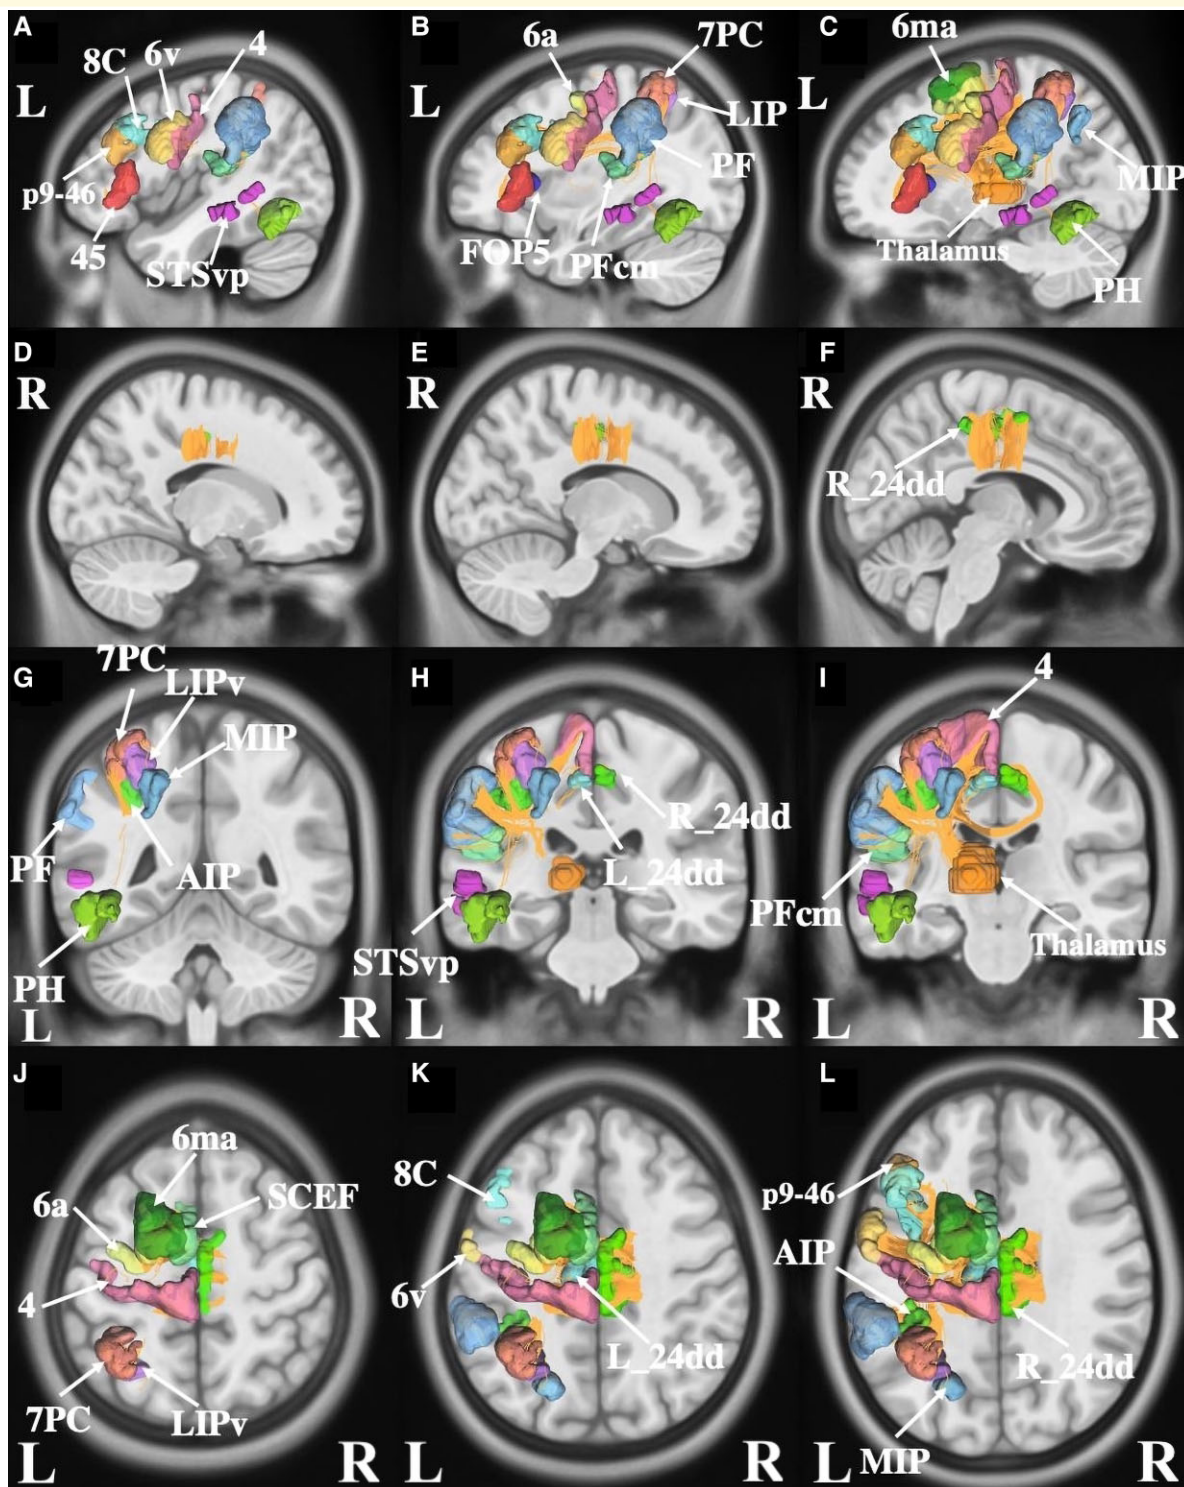 A
B
C
8C
6v
4
6a
7PC
6ma
L
L
L
LIP
PF
MIP
p9-46
45
STSvp
FOP5
PFcm
Thalamus
PH
D
E
F
R
R
R
R_24dd
7PC
4
G
LIPv
H
I
MIP
R_24dd
PF
AIP
L_24dd
PFcm
STSvp
Thalamus
PH
L
R
L
R
L
R
J
K
L
6ma
8C
p9-46
6a
SCEF
AIP
4
6v
L_24dd
R_24dd
7PC
LIPv
MIP
L
R
L
R
L
R